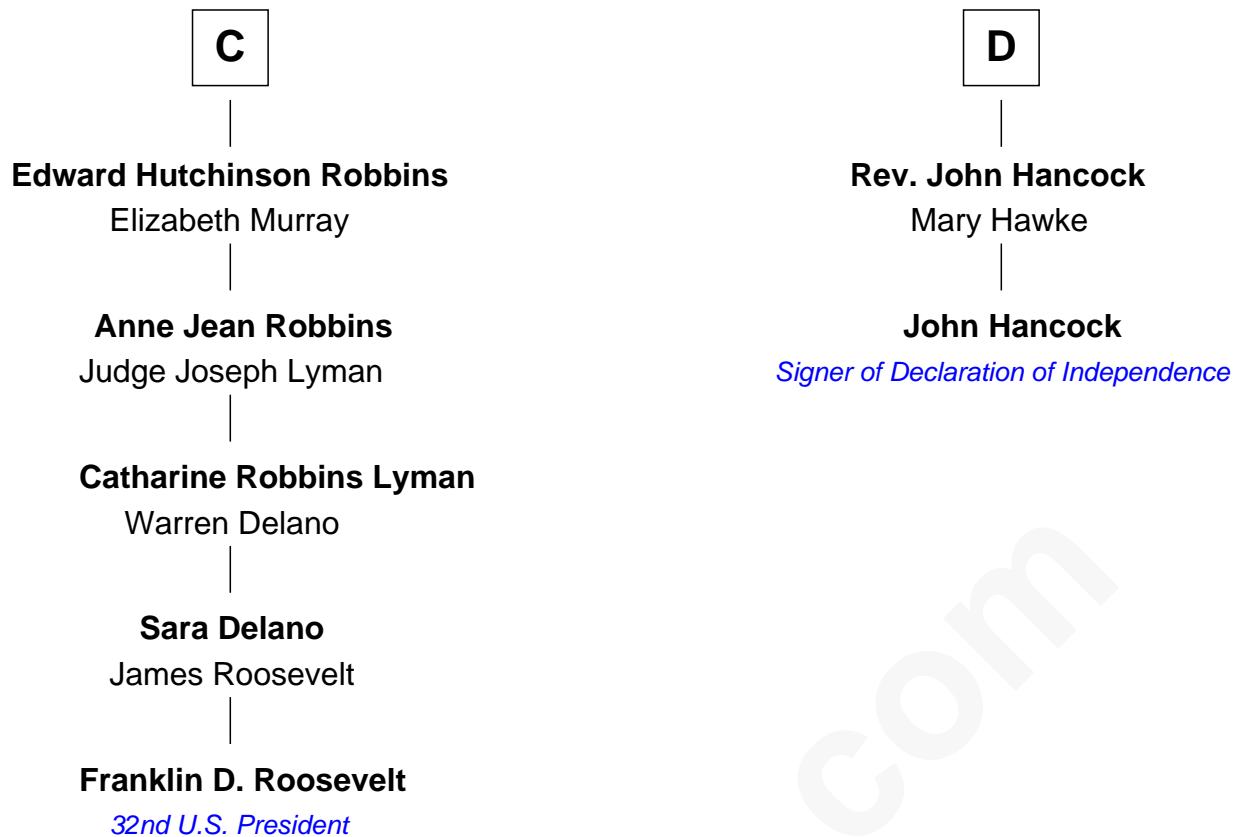 C
Edward Hutchinson Robbins
Elizabeth Murray
Anne Jean Robbins
Judge Joseph Lyman
Catharine Robbins Lyman
Warren Delano
Sara Delano
James Roosevelt
Franklin D. Roosevelt
32nd U.S. President
D
Rev. John Hancock
Mary Hawke
John Hancock
Signer of Declaration of Independence
com